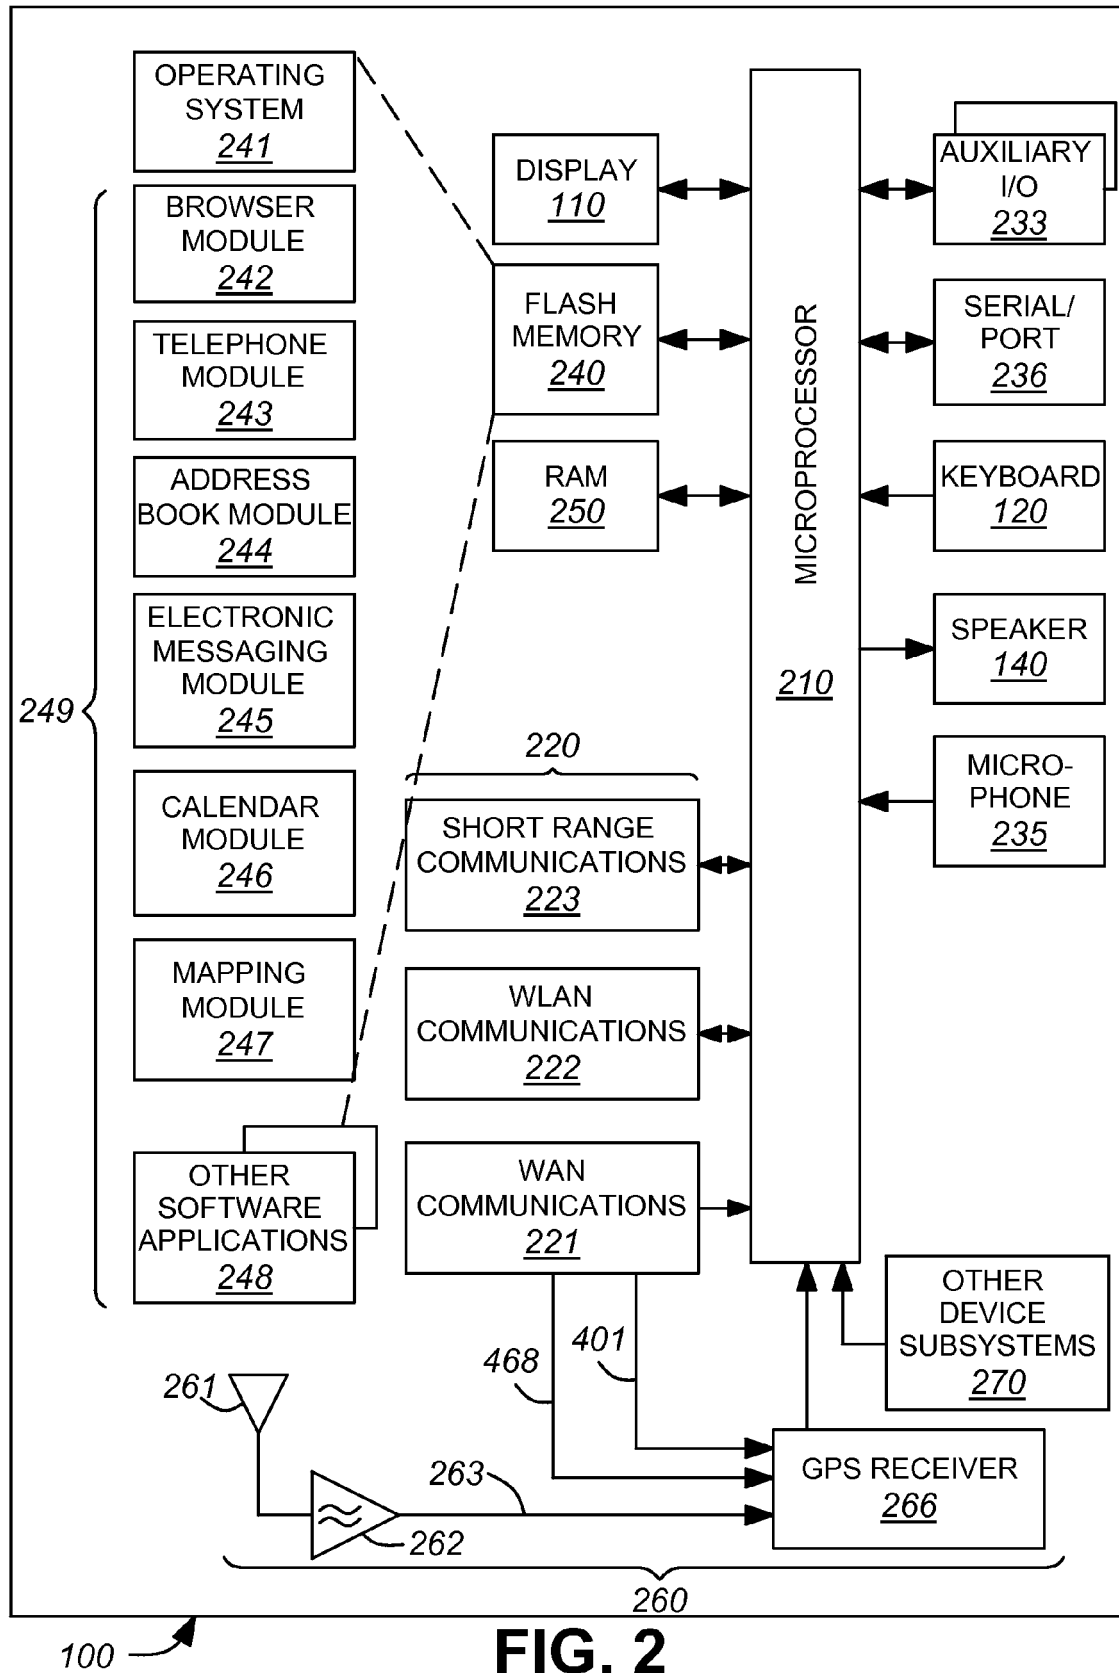 OPERATING
SYSTEM
241
BROWSER
MODULE
242
TELEPHONE
MODULE
243
ADDRESS
BOOK MODULE
244
ELECTRONIC
MESSAGING
MODULE
245
249
CALENDAR
MODULE
246
MAPPING
MODULE
247
OTHER
SOFTWARE
APPLICATIONS
248
DISPLAY
110
FLASH
MEMORY
240
RAM
250
220
SHORT RANGE
COMMUNICATIONS
223
WLAN
COMMUNICATIONS
222
WAN
COMMUNICATIONS
221
MICROPROCESSOR
210
AUXILIARY
I/O
233
SERIAL/
PORT
236
KEYBOARD
120
SPEAKER
140
MICRO-
PHONE
235
OTHER
DEVICE
SUBSYSTEMS
270
401
468
261
263
262
GPS RECEIVER
266
260
100
FIG. 2